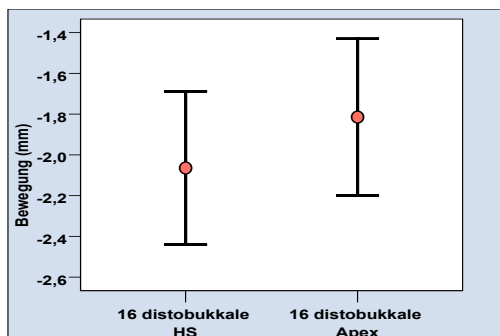 -1,4
-1,6
-1,8
-2,0
-2,2
-2,4
-2,6
Bewegung (mm)
16 distobukkale
HS
16 distobukkale
Apex